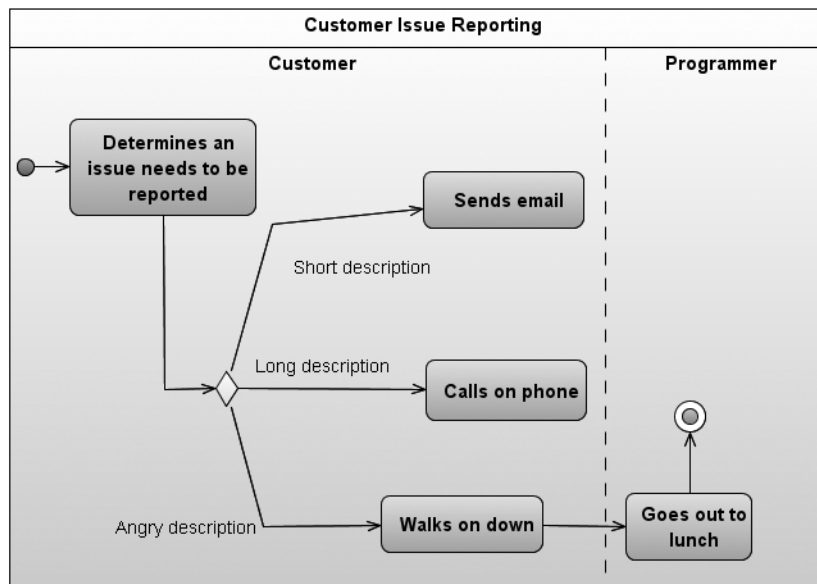 Customer Issue Reporting
Customer
Programmer
Determines an
issue needs to be
reported
Sends email
Short description
Long description
Calls on phone
Angry description
Walks on down
Goes out to
lunch